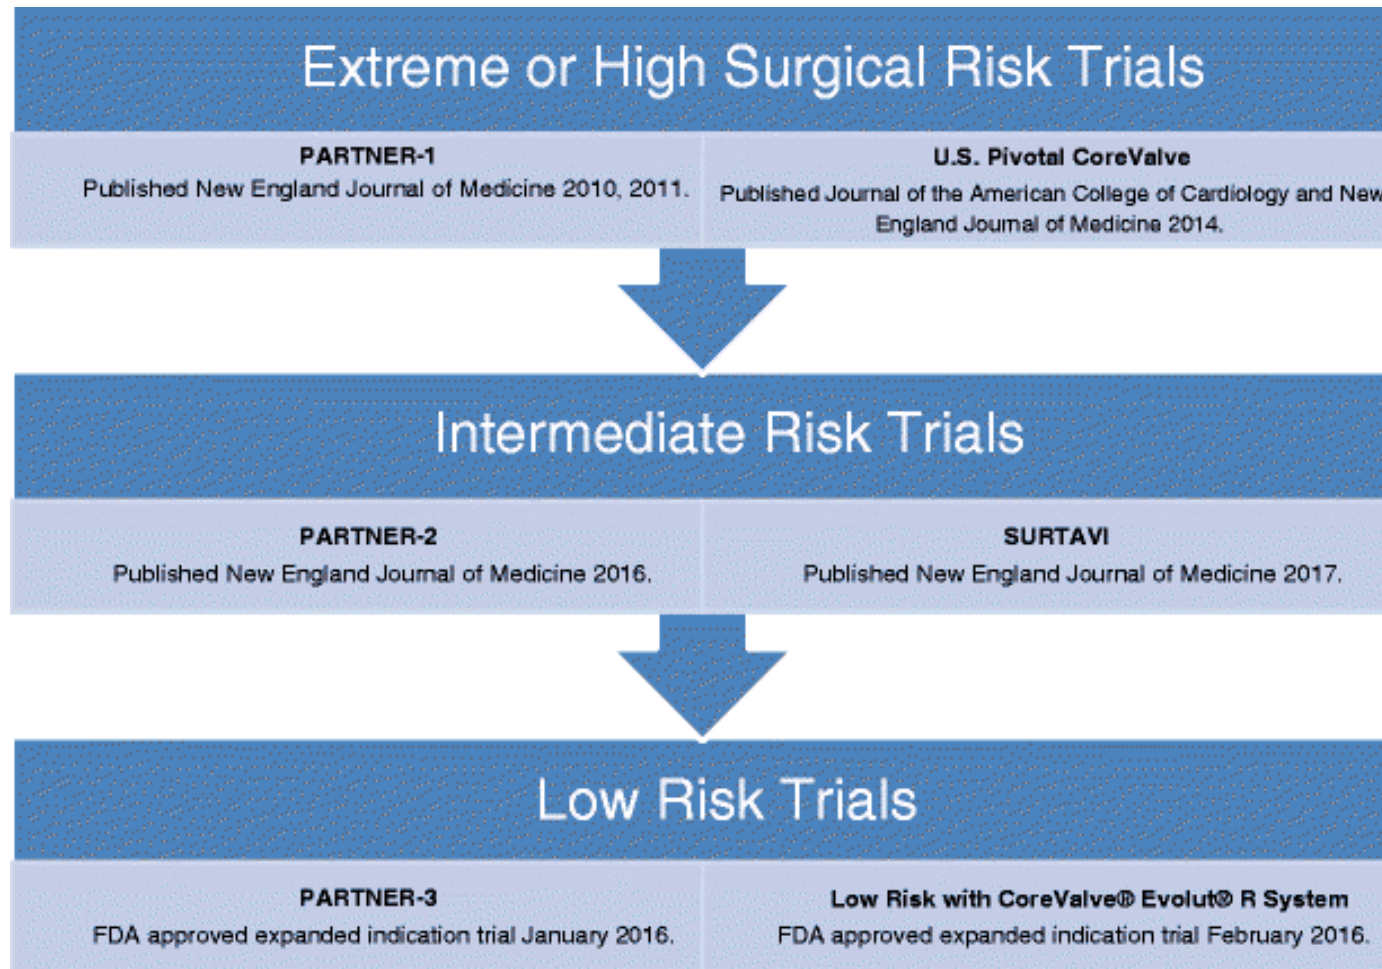 Extreme or High Surgical Risk Trials
PARTNER-1
Published New England Journal of Medicine 2010, 2011.
U.S. Pivotal CoreValve
Published Journal of the American College of Cardiology and New
England Journal of Medicine 2014.
Intermediate Risk Trials
PARTNER-2
Published New England Journal of Medicine 2016.
SURTAVI
Published New England Journal of Medicine 2017.
Low Risk Trials
PARTNER-3
FDA approved expanded indication trial January 2016.
Low Risk with CoreValve® Evolut® R System
FDA approved expanded indication trial February 2016.